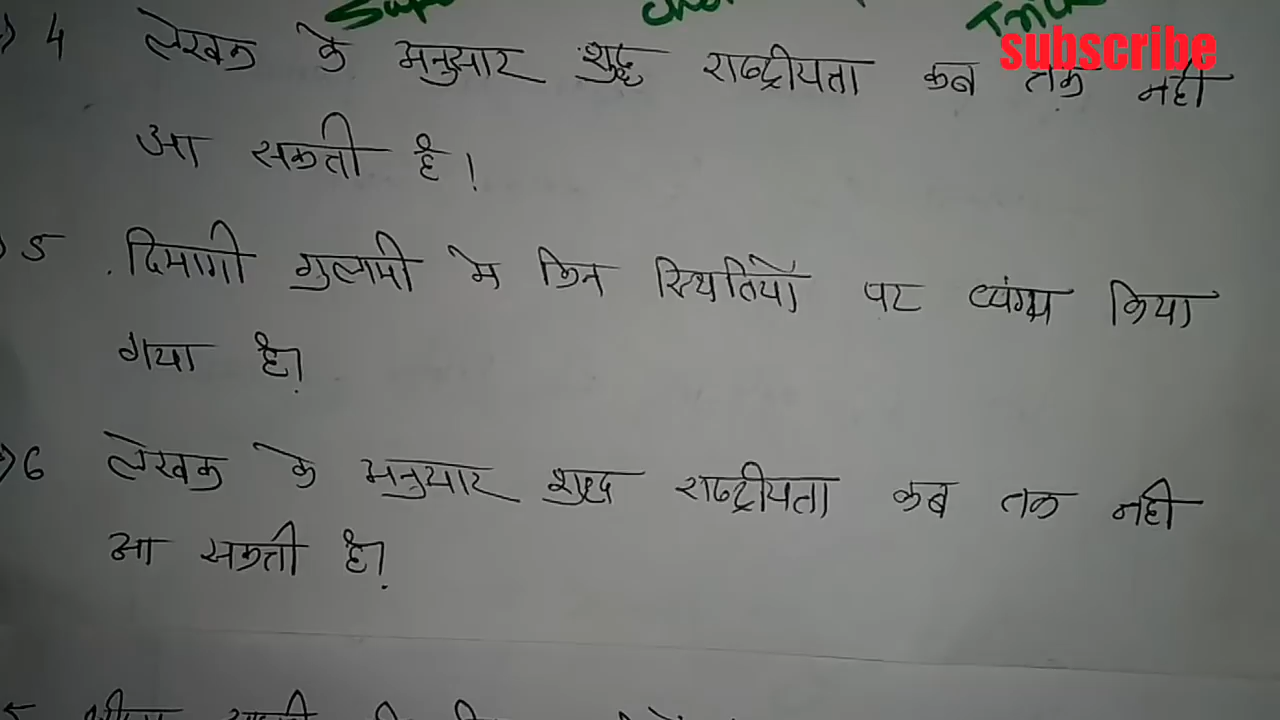 4 लेखक के अनुसार शुद्ध राष्ट्रीयता कब तक नही
subscribe
आ सकती है।
5 दिमागी गुलामी मे किन स्थितियों पर व्यंग्य किया
गया है।
6 लेखक के अनुसार शुद्ध राष्ट्रीयता कब तक नही
आ सकती है।